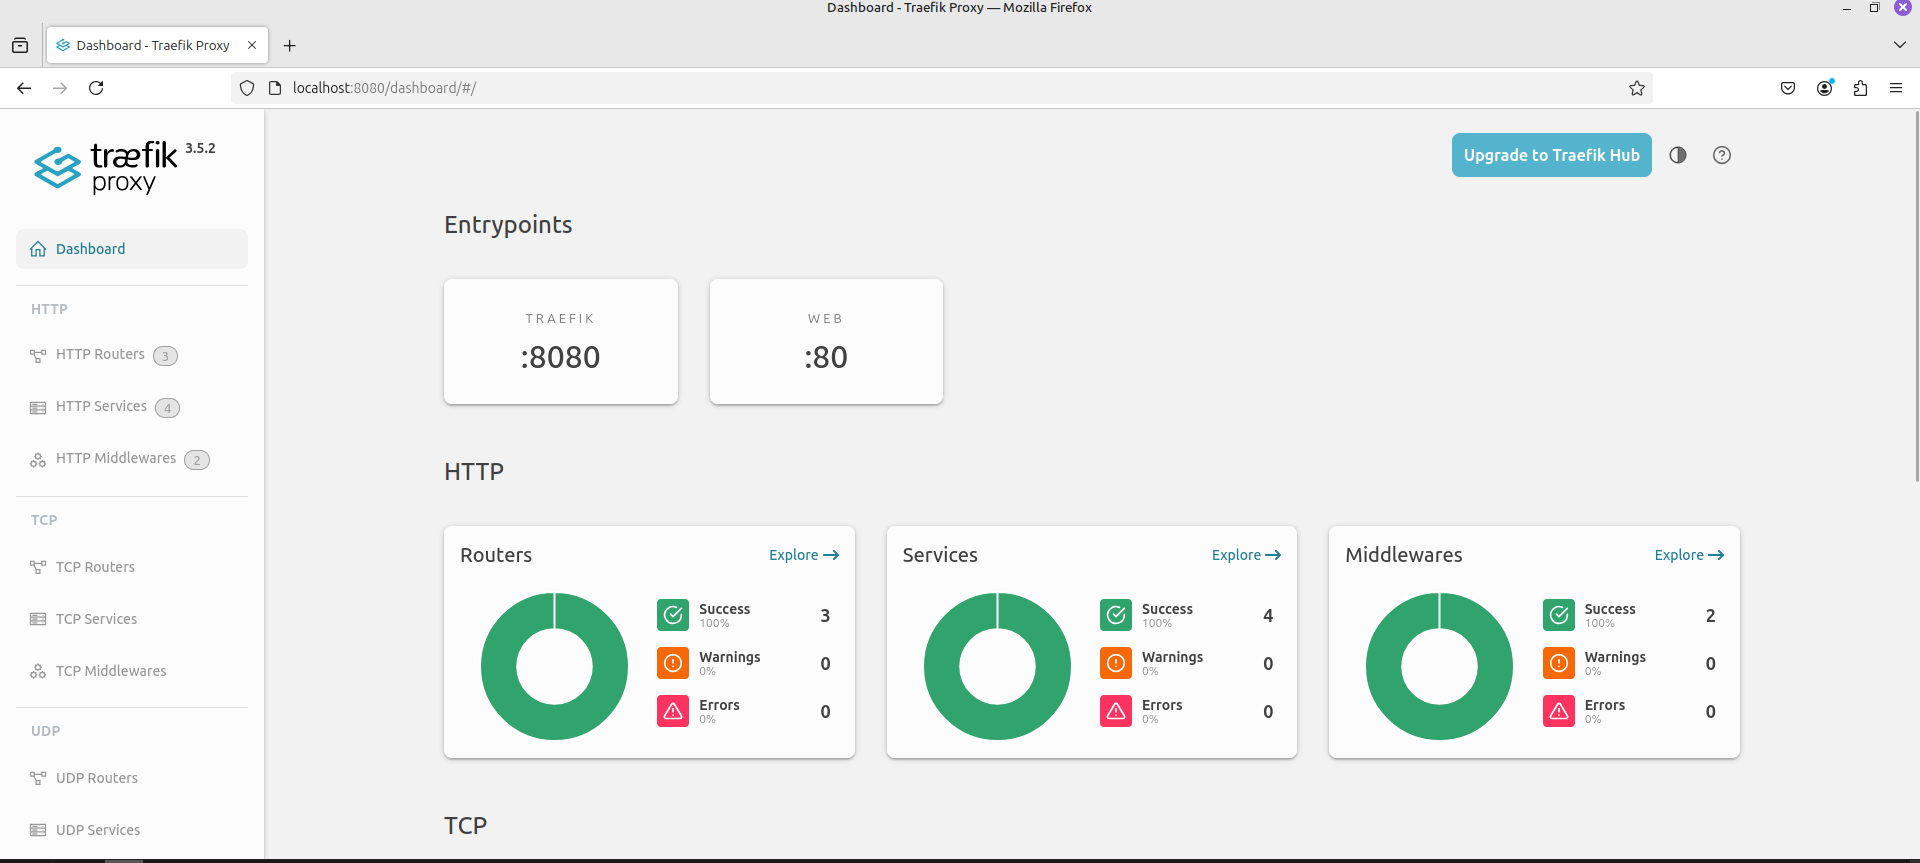 Dashboard - Traefik Proxy — Mozilla Firefox
Dashboard - Traefik Proxy
localhost:8080/dashboard/#/
træfik proxy 3.5.2
Upgrade to Traefik Hub
Dashboard
HTTP
HTTP Routers 3
HTTP Services 4
HTTP Middlewares 2
TCP
TCP Routers
TCP Services
TCP Middlewares
UDP
UDP Routers
UDP Services
Entrypoints
TRAEFIK
:8080
WEB
:80
HTTP
Routers Explore
Success 3
100%
Warnings 0
0%
Errors 0
0%
Services Explore
Success 4
100%
Warnings 0
0%
Errors 0
0%
Middlewares Explore
Success 2
100%
Warnings 0
0%
Errors 0
0%
TCP